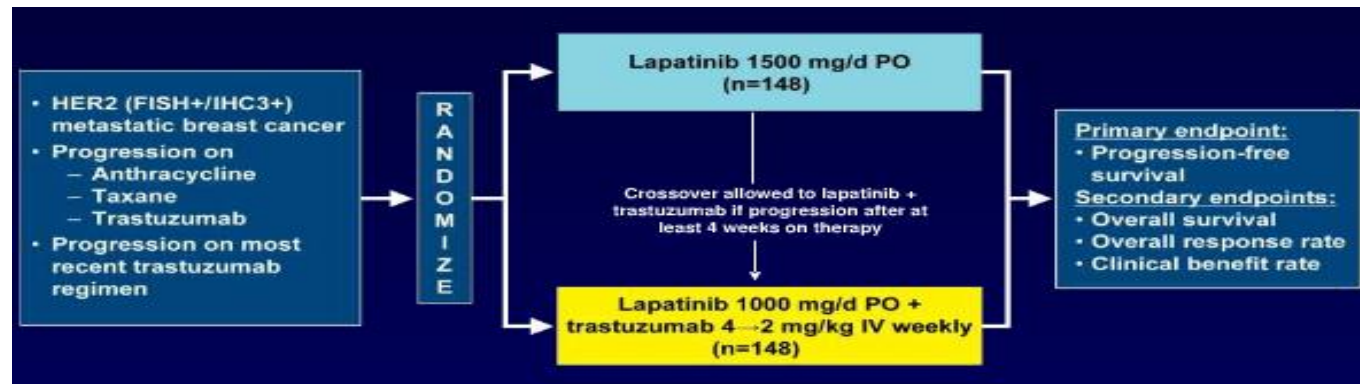 • HER2 (FISH+/IHC3+)
metastatic breast cancer
• Progression on
– Anthracycline
– Taxane
– Trastuzumab
• Progression on most
recent trastuzumab
regimen
RANDOMIZE
Lapatinib 1500 mg/d PO
(n=148)
Crossover allowed to lapatinib +
trastuzumab if progression after at
least 4 weeks on therapy
Lapatinib 1000 mg/d PO +
trastuzumab 4→2 mg/kg IV weekly
(n=148)
Primary endpoint:
• Progression-free
survival
Secondary endpoints:
• Overall survival
• Overall response rate
• Clinical benefit rate